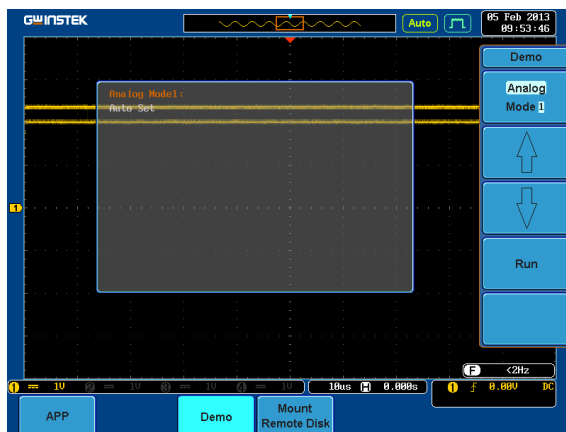 GWINSTEK
Auto
05 Feb 2013
09:53:46
Demo
Analog
Mode 1
Analog Mode1:
Auto Set
1
Run
F <2Hz
1 1V 2 1V 3 1V 4 1V 10us H 0.000s 1 0.00V DC
APP
Demo
Mount
Remote Disk